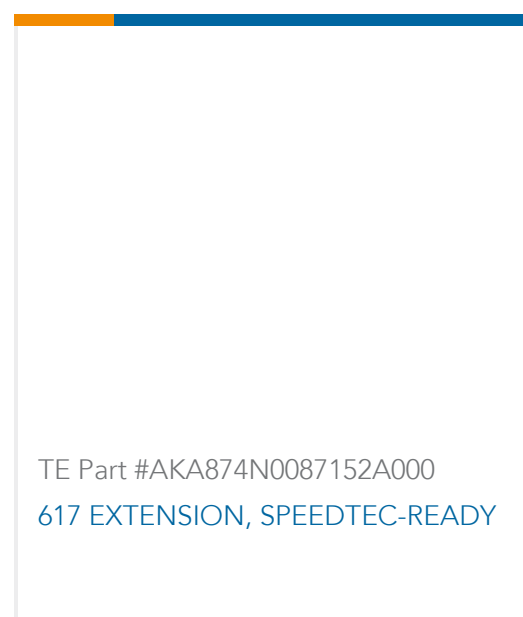 TE Part #AKA874N0087152A000
617 EXTENSION, SPEEDTEC-READY